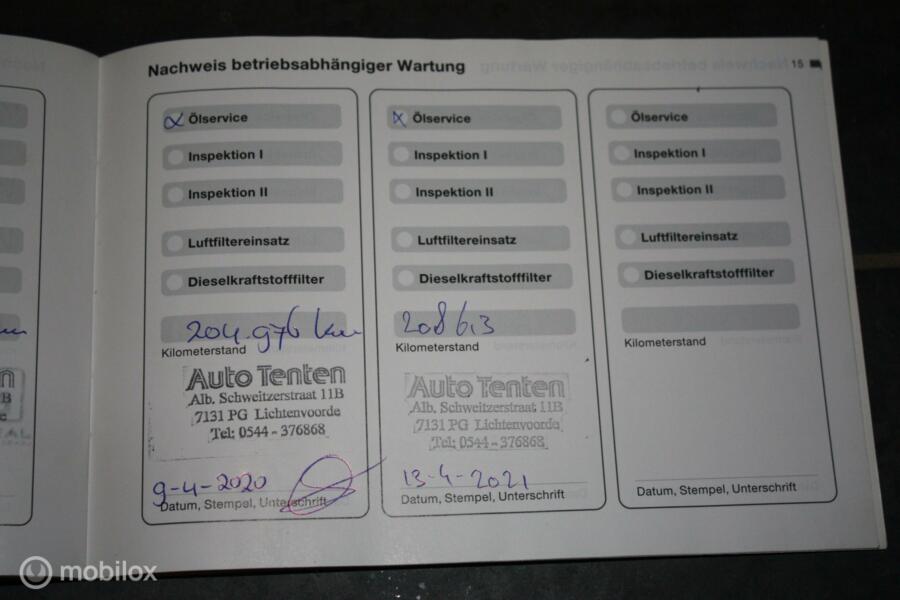 Nachweis betriebsabhängiger Wartung
15
Ölservice
Inspektion I
Inspektion II
Luftfiltereinsatz
Dieselkraftstofffilter
204.976 km
Kilometerstand
Auto Tenten
Alb. Schweitzerstraat 11B
7131 PG Lichtenvoorde
Tel: 0544 - 376868
9-4-2020
Datum, Stempel, Unterschrift
Ölservice
Inspektion I
Inspektion II
Luftfiltereinsatz
Dieselkraftstofffilter
208613
Kilometerstand
Auto Tenten
Alb. Schweitzerstraat 11B
7131 PG Lichtenvoorde
Tel: 0544 - 376868
13-4-2021
Datum, Stempel, Unterschrift
Ölservice
Inspektion I
Inspektion II
Luftfiltereinsatz
Dieselkraftstofffilter
Kilometerstand
Datum, Stempel, Unterschrift
mobilox